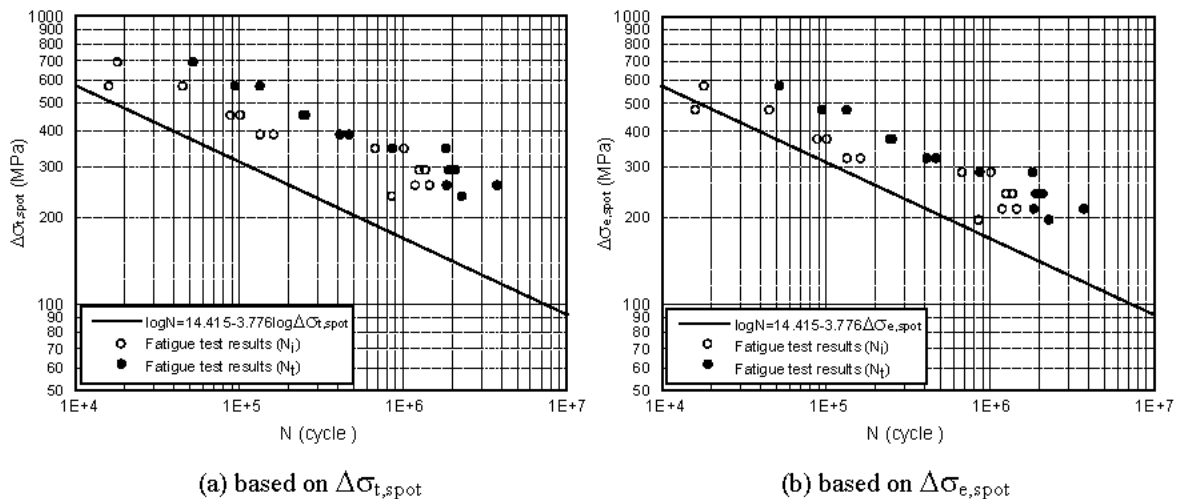 1000
900
800
700
600
500
400
300
200
100
90
80
70
60
50
Δσt,spot (MPa)
logN=14.415-3.776logΔσt,spot
Fatigue test results (Ni)
Fatigue test results (Nt)
1E+4 1E+5 1E+6 1E+7
N (cycle )
(a) based on Δσt,spot
1000
900
800
700
600
500
400
300
200
100
90
80
70
60
50
Δσe,spot (MPa)
logN=14.415-3.776Δσe,spot
Fatigue test results (Ni)
Fatigue test results (Nt)
1E+4 1E+5 1E+6 1E+7
N (cycle )
(b) based on Δσe,spot